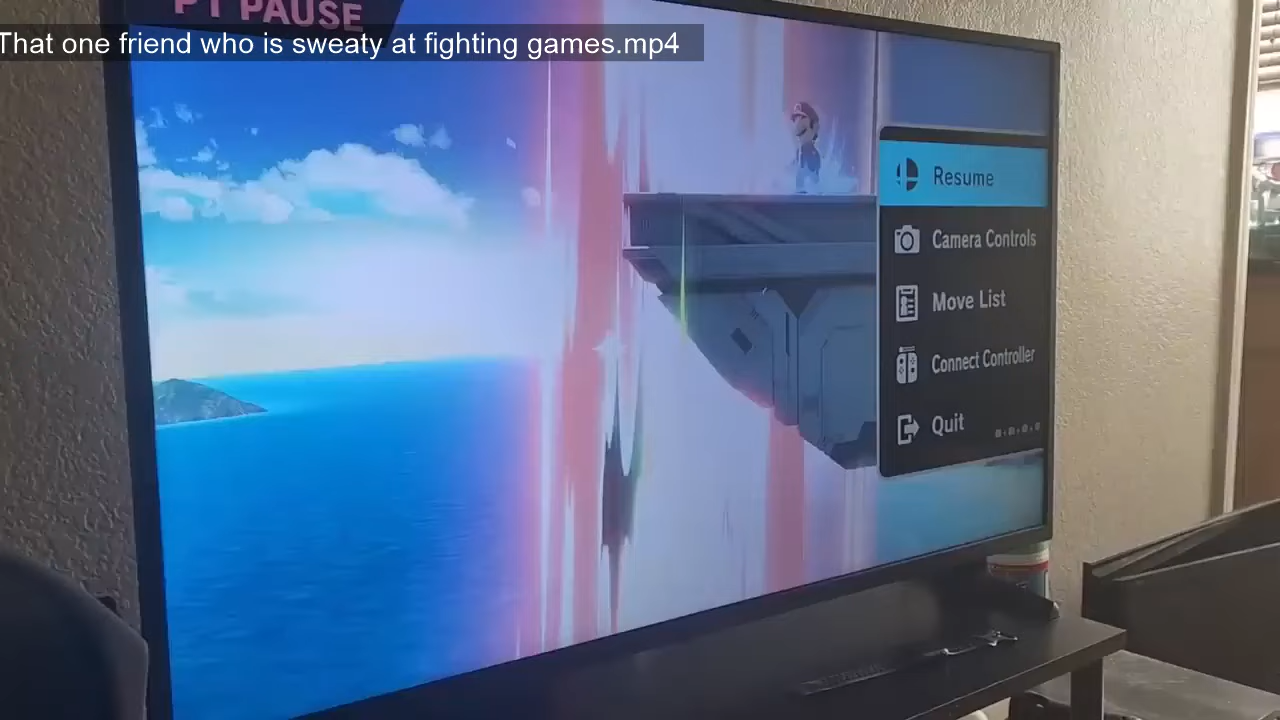 P1 PAUSE
That one friend who is sweaty at fighting games.mp4
Resume
Camera Controls
Move List
Connect Controller
Quit